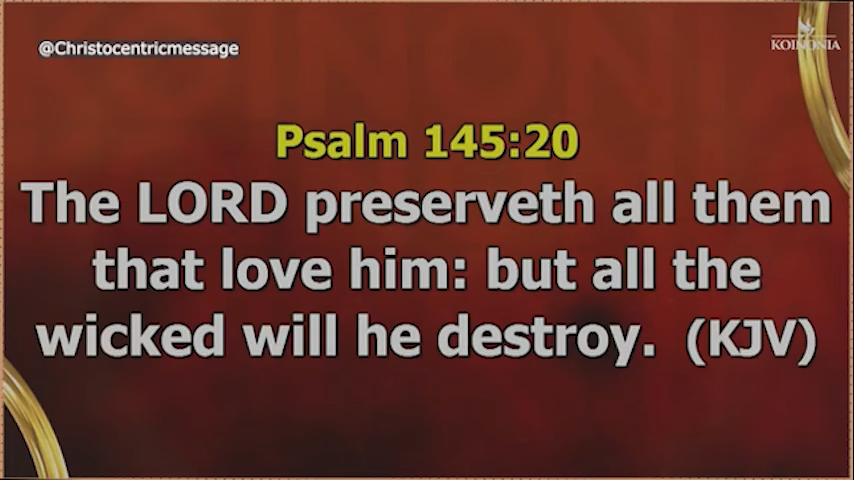 @Christocentricmessage
KOINONIA
Psalm 145:20
The LORD preserveth all them
that love him: but all the
wicked will he destroy. (KJV)